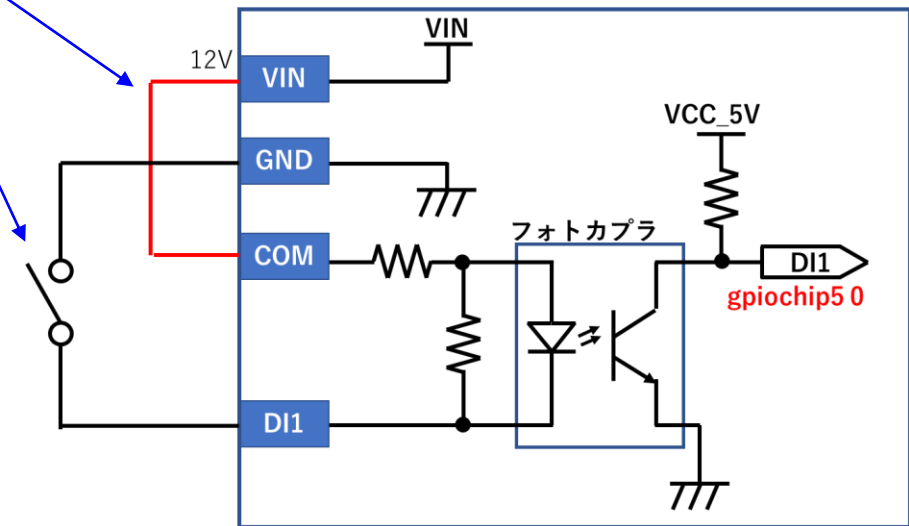 VIN
12V
VIN
VCC_5V
GND
フォトカプラ
COM
DI1
gpiochip5 0
DI1